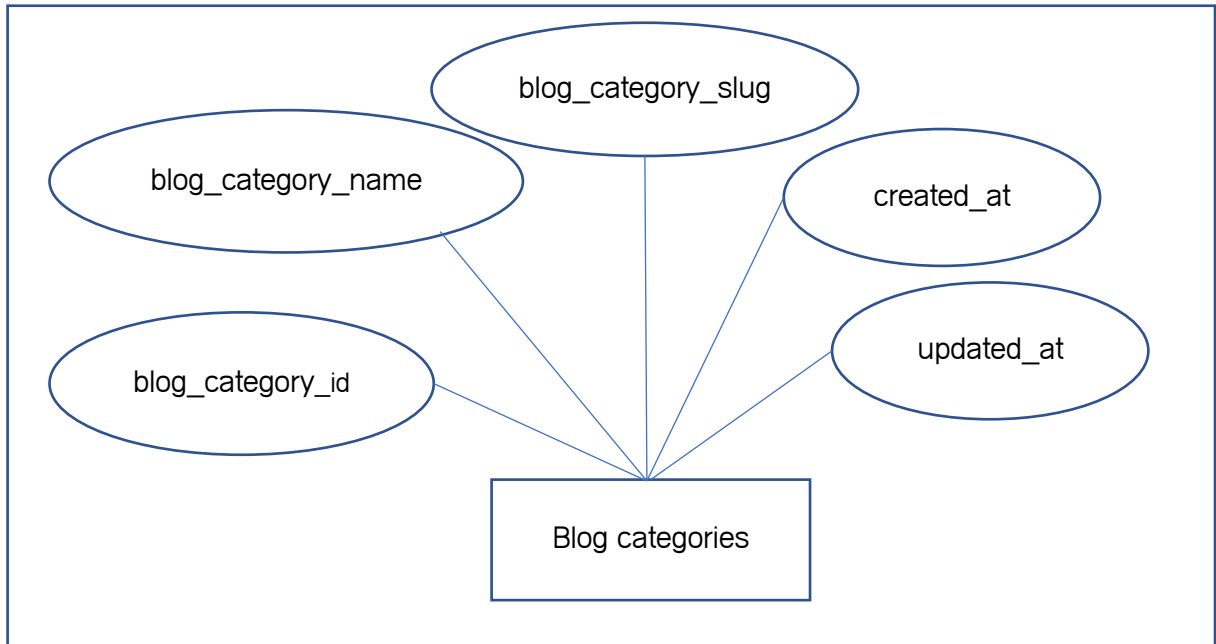 blog_category_slug
blog_category_name
created_at
updated_at
blog_category_id
Blog categories